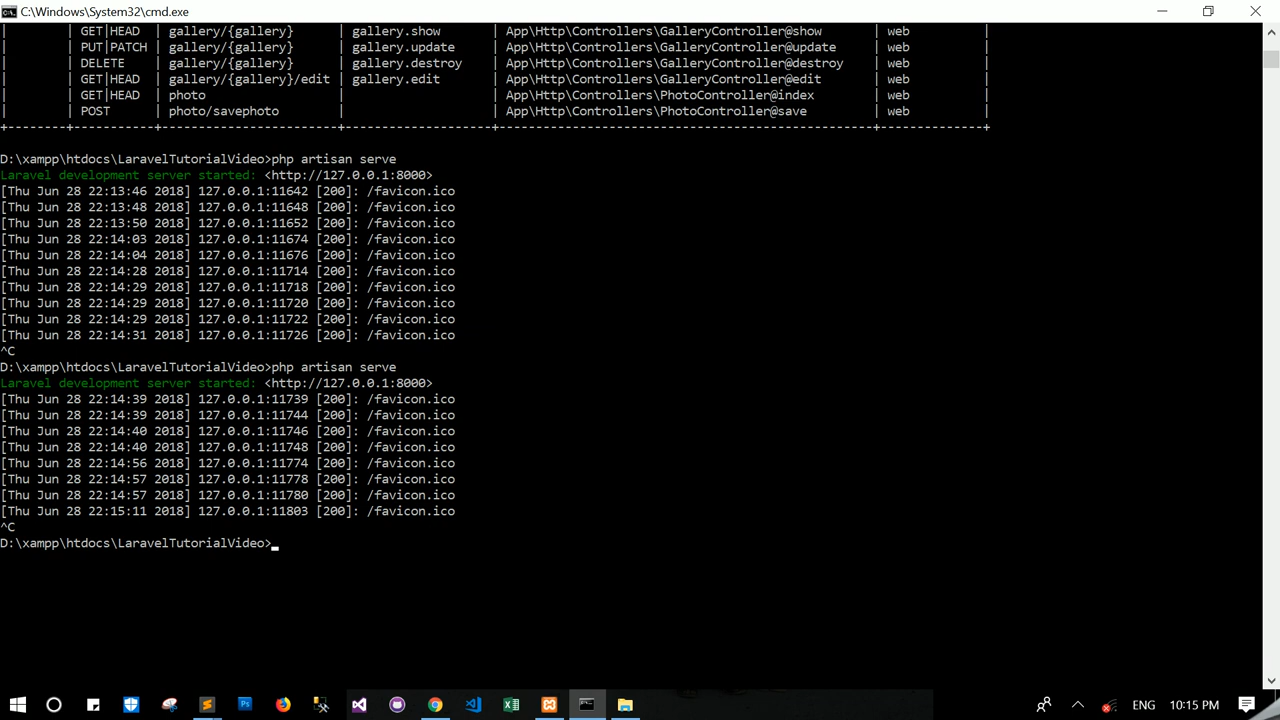 C:\Windows\System32\cmd.exe
|        | GET|HEAD  | gallery/{gallery}      | gallery.show     | App\Http\Controllers\GalleryController@show    | web          |
|        | PUT|PATCH | gallery/{gallery}      | gallery.update   | App\Http\Controllers\GalleryController@update  | web          |
|        | DELETE    | gallery/{gallery}      | gallery.destroy  | App\Http\Controllers\GalleryController@destroy | web          |
|        | GET|HEAD  | gallery/{gallery}/edit | gallery.edit     | App\Http\Controllers\GalleryController@edit    | web          |
|        | GET|HEAD  | photo                  |                  | App\Http\Controllers\PhotoController@index     | web          |
|        | POST      | photo/savephoto        |                  | App\Http\Controllers\PhotoController@save      | web          |
+--------+-----------+------------------------+------------------+------------------------------------------------+--------------+
D:\xampp\htdocs\LaravelTutorialVideo>php artisan serve
Laravel development server started: <http://127.0.0.1:8000>
[Thu Jun 28 22:13:46 2018] 127.0.0.1:11642 [200]: /favicon.ico
[Thu Jun 28 22:13:48 2018] 127.0.0.1:11648 [200]: /favicon.ico
[Thu Jun 28 22:13:50 2018] 127.0.0.1:11652 [200]: /favicon.ico
[Thu Jun 28 22:14:03 2018] 127.0.0.1:11674 [200]: /favicon.ico
[Thu Jun 28 22:14:04 2018] 127.0.0.1:11676 [200]: /favicon.ico
[Thu Jun 28 22:14:28 2018] 127.0.0.1:11714 [200]: /favicon.ico
[Thu Jun 28 22:14:29 2018] 127.0.0.1:11718 [200]: /favicon.ico
[Thu Jun 28 22:14:29 2018] 127.0.0.1:11720 [200]: /favicon.ico
[Thu Jun 28 22:14:29 2018] 127.0.0.1:11722 [200]: /favicon.ico
[Thu Jun 28 22:14:31 2018] 127.0.0.1:11726 [200]: /favicon.ico
^C
D:\xampp\htdocs\LaravelTutorialVideo>php artisan serve
Laravel development server started: <http://127.0.0.1:8000>
[Thu Jun 28 22:14:39 2018] 127.0.0.1:11739 [200]: /favicon.ico
[Thu Jun 28 22:14:39 2018] 127.0.0.1:11744 [200]: /favicon.ico
[Thu Jun 28 22:14:40 2018] 127.0.0.1:11746 [200]: /favicon.ico
[Thu Jun 28 22:14:40 2018] 127.0.0.1:11748 [200]: /favicon.ico
[Thu Jun 28 22:14:56 2018] 127.0.0.1:11774 [200]: /favicon.ico
[Thu Jun 28 22:14:57 2018] 127.0.0.1:11778 [200]: /favicon.ico
[Thu Jun 28 22:14:57 2018] 127.0.0.1:11780 [200]: /favicon.ico
[Thu Jun 28 22:15:11 2018] 127.0.0.1:11803 [200]: /favicon.ico
^C
D:\xampp\htdocs\LaravelTutorialVideo>
Ps
ENG
10:15 PM